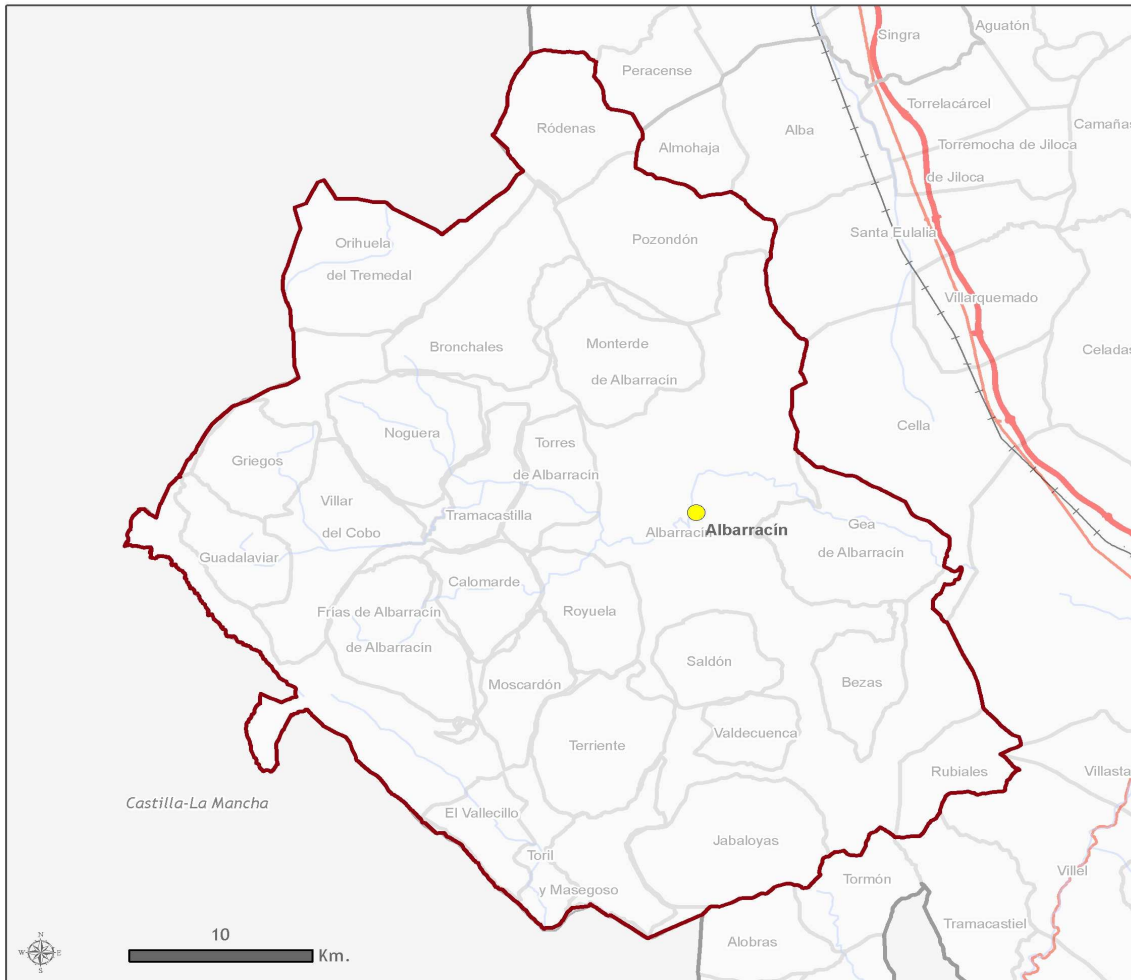 Singra
Aguatón
Peracense
Torrelacárcel
Camañas
Ródenas
Alba
Almohaja
Torremocha de Jiloca
de Jiloca
Orihuela
del Tremedal
Pozondón
Santa Eulalia
Villarquemado
Bronchales
Monterde
de Albarracín
Celadas
Noguera
Cella
Griegos
Torres
de Albarracín
Villar
del Cobo
Tramacastilla
Albarracín
Albarracín
Gea
de Albarracín
Guadalaviar
Calomarde
Frías de Albarracín
de Albarracín
Royuela
Saldón
Moscardón
Bezas
Valdecuenca
Terriente
Rubiales
Villasta
Castilla-La Mancha
El Vallecillo
Jabaloyas
Toril
y Masegoso
Tormón
Villel
Tramacastiel
Alobras
N
W E
S
10
Km.